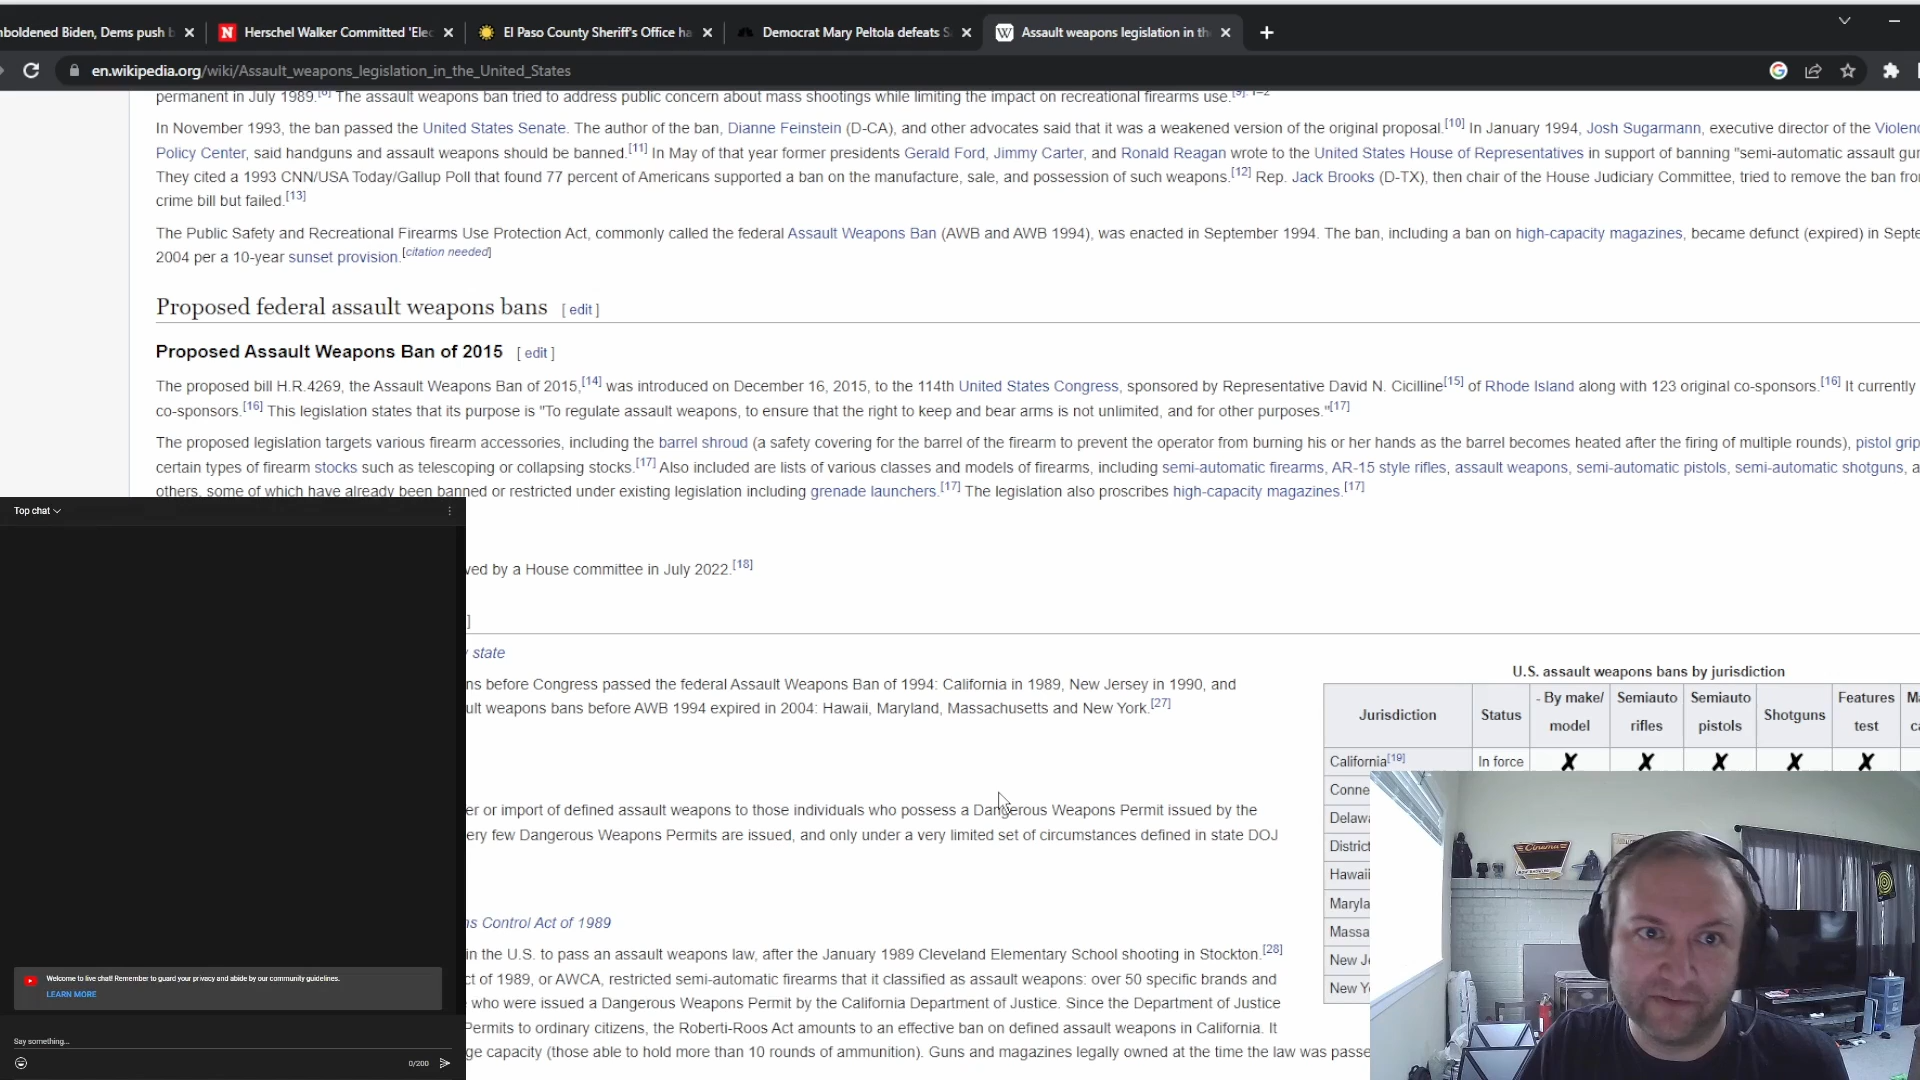 mboldened Biden, Dems push b
Herschel Walker Committed 'Elec
El Paso County Sheriff's Office ha
Democrat Mary Peltola defeats S
Assault weapons legislation in th
en.wikipedia.org/wiki/Assault_weapons_legislation_in_the_United_States
permanent in July 1989.[8] The assault weapons ban tried to address public concern about mass shootings while limiting the impact on recreational firearms use.[9]: 1–2
In November 1993, the ban passed the United States Senate. The author of the ban, Dianne Feinstein (D-CA), and other advocates said that it was a weakened version of the original proposal.[10] In January 1994, Josh Sugarmann, executive director of the Violenc
Policy Center, said handguns and assault weapons should be banned.[11] In May of that year former presidents Gerald Ford, Jimmy Carter, and Ronald Reagan wrote to the United States House of Representatives in support of banning "semi-automatic assault gun
They cited a 1993 CNN/USA Today/Gallup Poll that found 77 percent of Americans supported a ban on the manufacture, sale, and possession of such weapons.[12] Rep. Jack Brooks (D-TX), then chair of the House Judiciary Committee, tried to remove the ban fro
crime bill but failed.[13]
The Public Safety and Recreational Firearms Use Protection Act, commonly called the federal Assault Weapons Ban (AWB and AWB 1994), was enacted in September 1994. The ban, including a ban on high-capacity magazines, became defunct (expired) in Septe
2004 per a 10-year sunset provision.[citation needed]
Proposed federal assault weapons bans [ edit ]
Proposed Assault Weapons Ban of 2015 [ edit ]
The proposed bill H.R.4269, the Assault Weapons Ban of 2015,[14] was introduced on December 16, 2015, to the 114th United States Congress, sponsored by Representative David N. Cicilline[15] of Rhode Island along with 123 original co-sponsors.[16] It currently
co-sponsors.[16] This legislation states that its purpose is "To regulate assault weapons, to ensure that the right to keep and bear arms is not unlimited, and for other purposes."[17]
The proposed legislation targets various firearm accessories, including the barrel shroud (a safety covering for the barrel of the firearm to prevent the operator from burning his or her hands as the barrel becomes heated after the firing of multiple rounds), pistol grip
certain types of firearm stocks such as telescoping or collapsing stocks.[17] Also included are lists of various classes and models of firearms, including semi-automatic firearms, AR-15 style rifles, assault weapons, semi-automatic pistols, semi-automatic shotguns, a
others, some of which have already been banned or restricted under existing legislation including grenade launchers.[17] The legislation also proscribes high-capacity magazines.[17]
ved by a House committee in July 2022.[18]
]
state
ns before Congress passed the federal Assault Weapons Ban of 1994: California in 1989, New Jersey in 1990, and
ult weapons bans before AWB 1994 expired in 2004: Hawaii, Maryland, Massachusetts and New York.[27]
er or import of defined assault weapons to those individuals who possess a Dangerous Weapons Permit issued by the
ery few Dangerous Weapons Permits are issued, and only under a very limited set of circumstances defined in state DOJ
ns Control Act of 1989
in the U.S. to pass an assault weapons law, after the January 1989 Cleveland Elementary School shooting in Stockton.[28]
ct of 1989, or AWCA, restricted semi-automatic firearms that it classified as assault weapons: over 50 specific brands and
who were issued a Dangerous Weapons Permit by the California Department of Justice. Since the Department of Justice
Permits to ordinary citizens, the Roberti-Roos Act amounts to an effective ban on defined assault weapons in California. It
ge capacity (those able to hold more than 10 rounds of ammunition). Guns and magazines legally owned at the time the law was passe
U.S. assault weapons bans by jurisdiction
Jurisdiction Status - By make/ model Semiauto rifles Semiauto pistols Shotguns Features test Ma ca
California[19] In force ✗ ✗ ✗ ✗ ✗
Conne
Delaw
District
Hawaii
Maryla
Massa
New Je
New Yo
Top chat
Welcome to live chat! Remember to guard your privacy and abide by our community guidelines.
LEARN MORE
Say something...
0/200
Cinema